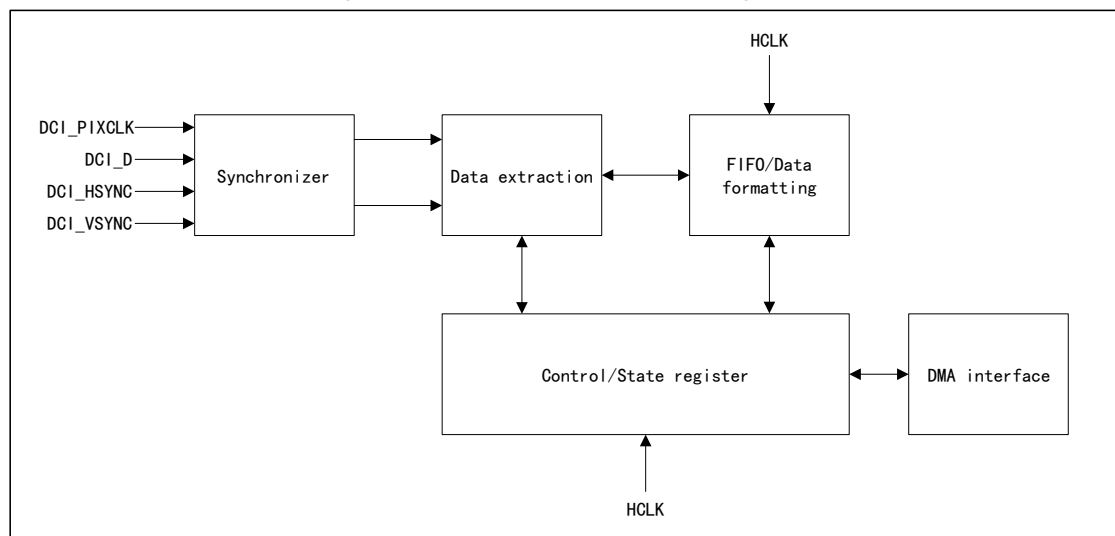 HCLK
DCI_PIXCLK
DCI_D
DCI_HSYNC
DCI_VSYNC
Synchronizer
Data extraction
FIFO/Data
formatting
Control/State register
DMA interface
HCLK